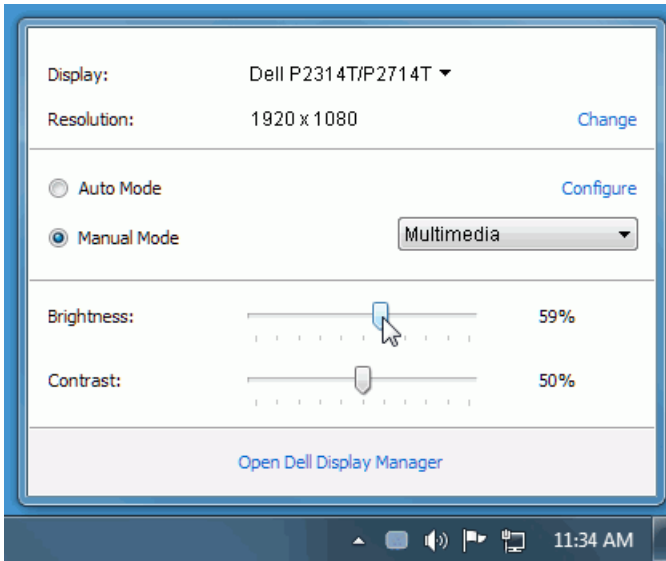 Display: Dell P2314T/P2714T
Resolution: 1920 x 1080 Change
Auto Mode Configure
Manual Mode Multimedia
Brightness: 59%
Contrast: 50%
Open Dell Display Manager
11:34 AM